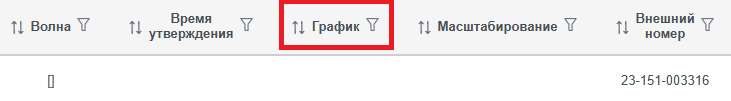 Волна
Время утверждения
График
Масштабирование
Внешний номер
[]
23-151-003316